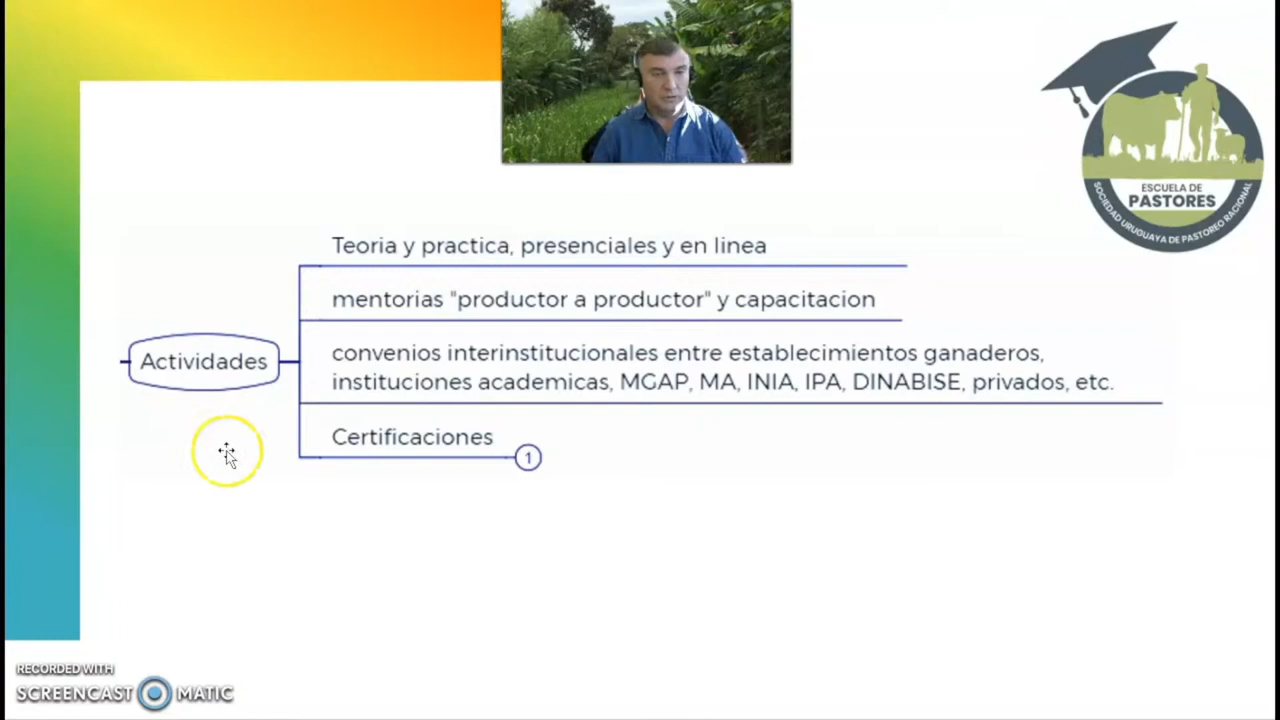 ESCUELA DE
PASTORES
SOCIEDAD URUGUAYA DE PASTOREO RACIONAL
Teoria y practica, presenciales y en linea
mentorias "productor a productor" y capacitacion
Actividades
convenios interinstitucionales entre establecimientos ganaderos,
instituciones academicas, MGAP, MA, INIA, IPA, DINABISE, privados, etc.
Certificaciones
1
RECORDED WITH
SCREENCAST MATIC